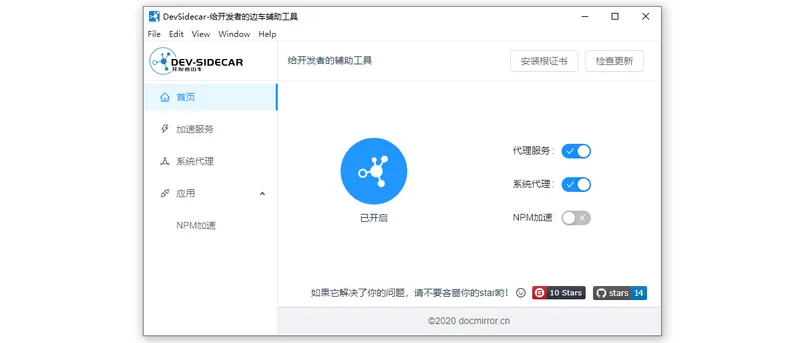 DevSidecar-给开发者的边车辅助工具
File Edit View Window Help
DEV-SIDECAR
开发者边车
给开发者的辅助工具
安装根证书
检查更新
首页
加速服务
系统代理
应用
NPM加速
已开启
代理服务：
系统代理：
NPM加速：
如果它解决了你的问题，请不要吝啬你的star哟！
G 10 Stars
stars 14
©2020 docmirror.cn